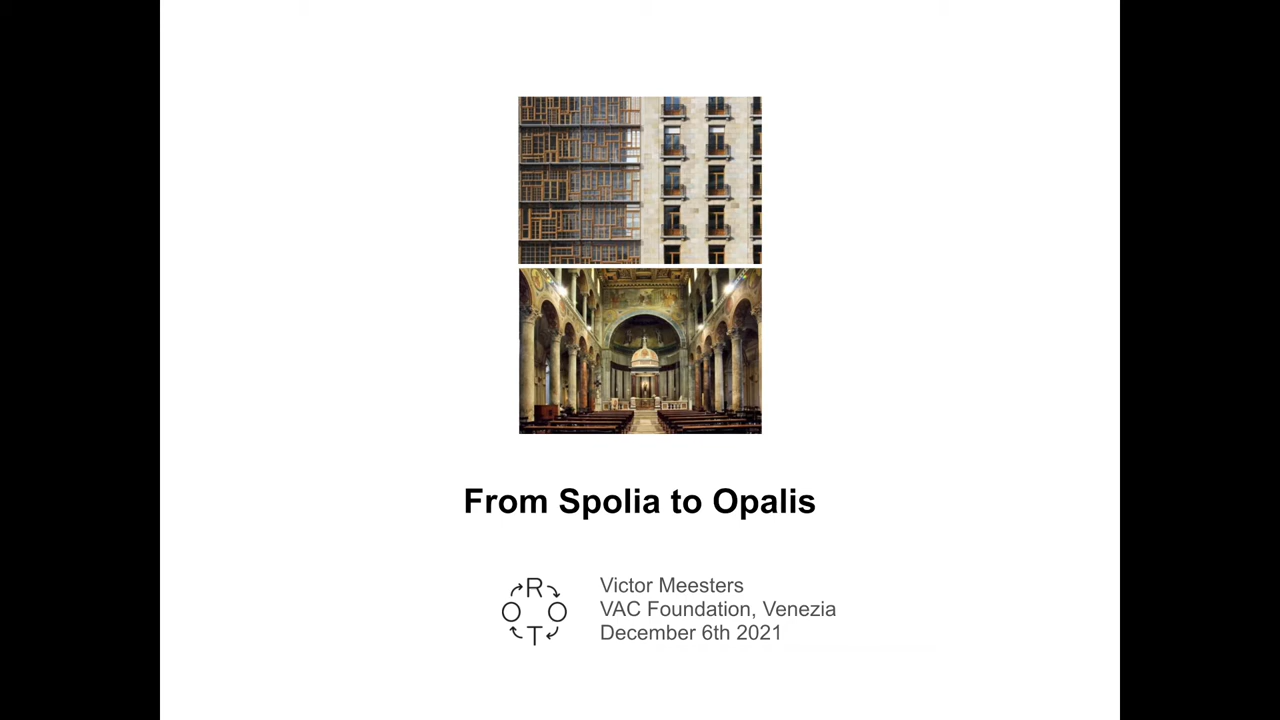 From Spolia to Opalis
R
O O
T
Victor Meesters
VAC Foundation, Venezia
December 6th 2021